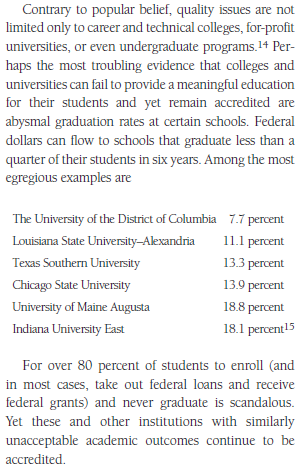 Contrary to popular belief, quality issues are not
limited only to career and technical colleges, for-profit
universities, or even undergraduate programs.14 Per-
haps the most troubling evidence that colleges and
universities can fail to provide a meaningful education
for their students and yet remain accredited are
abysmal graduation rates at certain schools. Federal
dollars can flow to schools that graduate less than a
quarter of their students in six years. Among the most
egregious examples are
The University of the District of Columbia 7.7 percent
Louisiana State University–Alexandria 11.1 percent
Texas Southern University 13.3 percent
Chicago State University 13.9 percent
University of Maine Augusta 18.8 percent
Indiana University East 18.1 percent15
For over 80 percent of students to enroll (and
in most cases, take out federal loans and receive
federal grants) and never graduate is scandalous.
Yet these and other institutions with similarly
unacceptable academic outcomes continue to be
accredited.